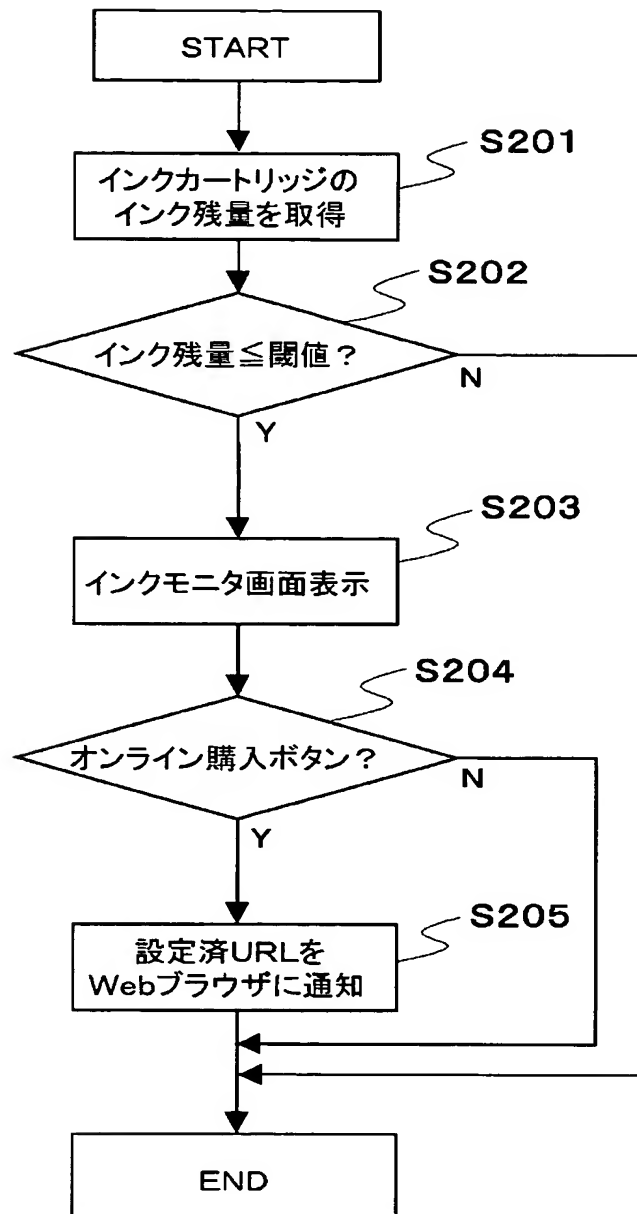 START
S201
インクカートリッジの
インク残量を取得
S202
インク残量≦閾値?
N
Y
S203
インクモニタ画面表示
S204
オンライン購入ボタン?
N
Y
S205
設定済URLを
Webブラウザに通知
END